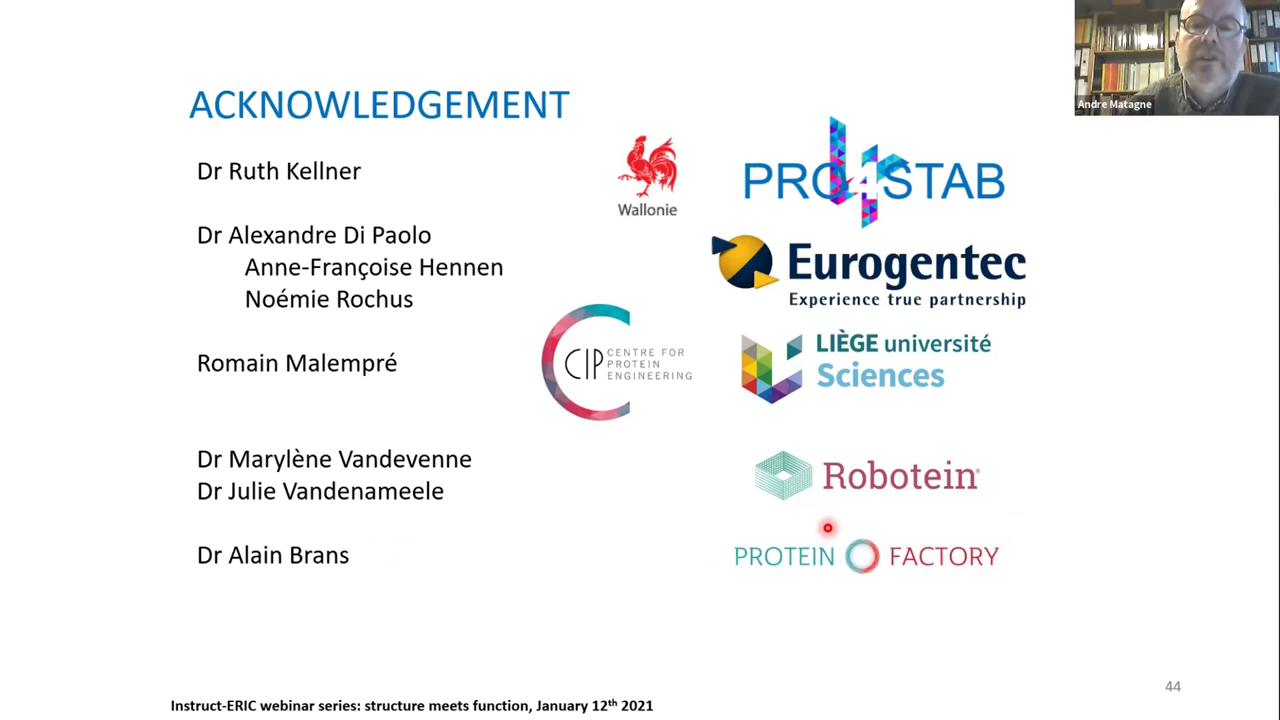 Andre Matagne
ACKNOWLEDGEMENT
Dr Ruth Kellner
Wallonie
PRO4STAB
Dr Alexandre Di Paolo
Anne-Françoise Hennen
Noémie Rochus
Eurogentec
Experience true partnership
CIP CENTRE FOR
PROTEIN
ENGINEERING
LIÈGE université
Sciences
Romain Malempré
Dr Marylène Vandevenne
Dr Julie Vandenameele
Robotein®
Dr Alain Brans
PROTEIN FACTORY
44
Instruct-ERIC webinar series: structure meets function, January 12th 2021